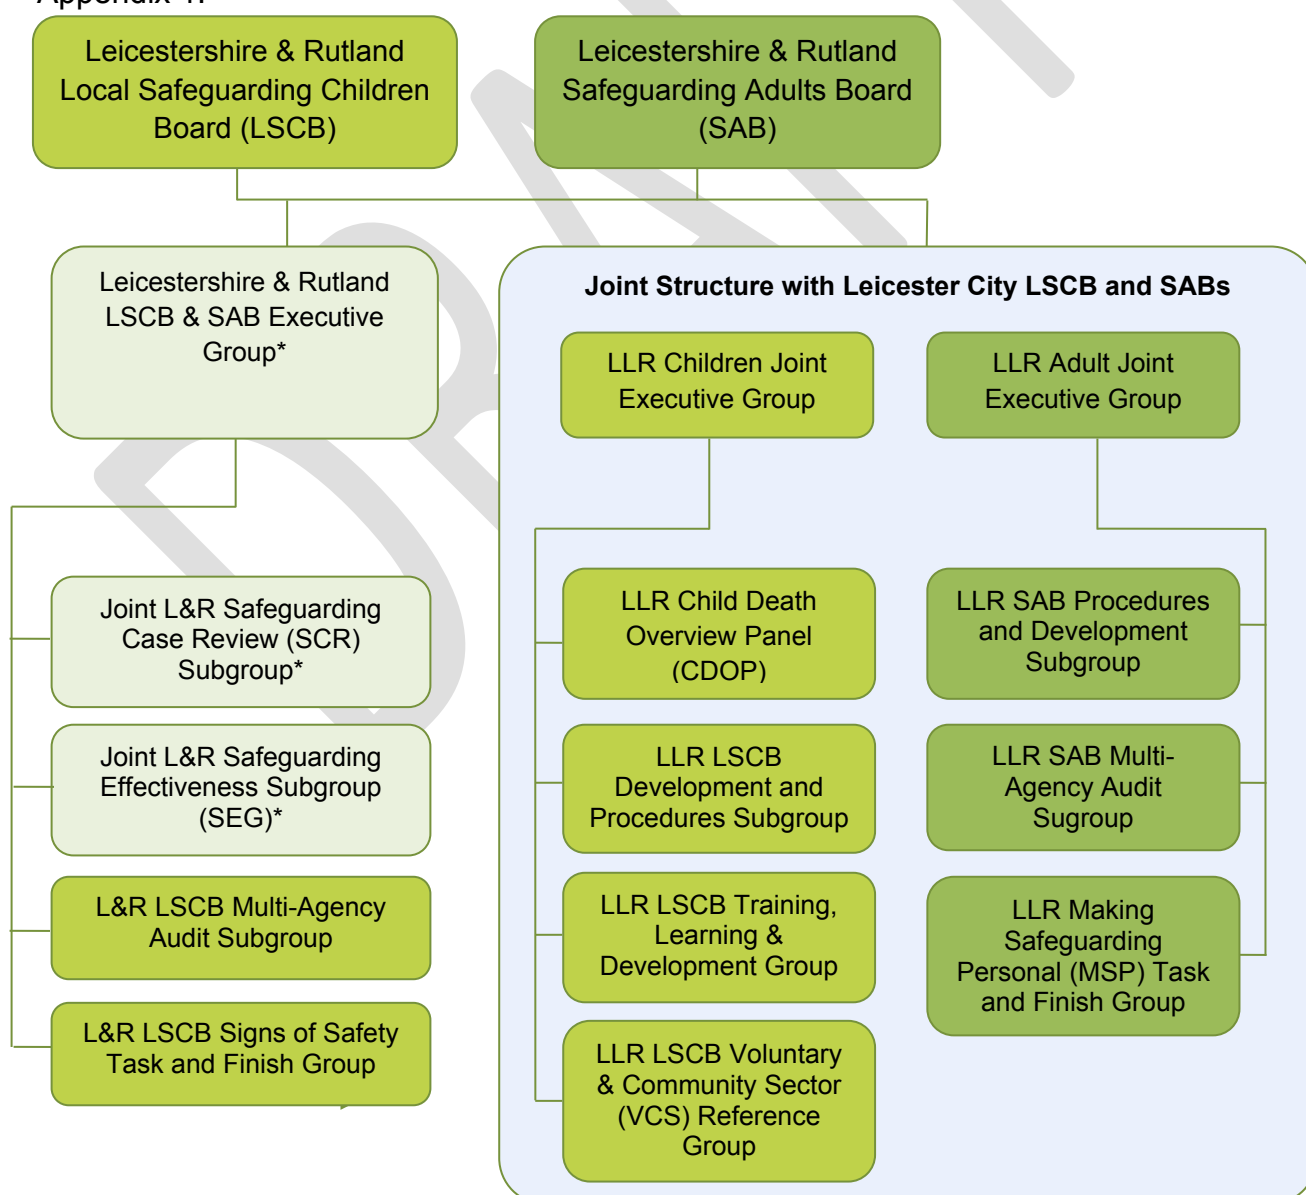 Appendix 4:
Leicestershire & Rutland
Local Safeguarding Children
Board (LSCB)
Leicestershire & Rutland
Safeguarding Adults Board
(SAB)
Leicestershire & Rutland
LSCB & SAB Executive
Group*
Joint Structure with Leicester City LSCB and SABs
LLR Children Joint
Executive Group
LLR Adult Joint
Executive Group
Joint L&R Safeguarding
Case Review (SCR)
Subgroup*
Joint L&R Safeguarding
Effectiveness Subgroup
(SEG)*
L&R LSCB Multi-Agency
Audit Subgroup
L&R LSCB Signs of Safety
Task and Finish Group
LLR Child Death
Overview Panel
(CDOP)
LLR LSCB
Development and
Procedures Subgroup
LLR LSCB Training,
Learning &
Development Group
LLR LSCB Voluntary
& Community Sector
(VCS) Reference
Group
LLR SAB Procedures
and Development
Subgroup
LLR SAB Multi-
Agency Audit
Sugroup
LLR Making
Safeguarding
Personal (MSP) Task
and Finish Group
DRAFT